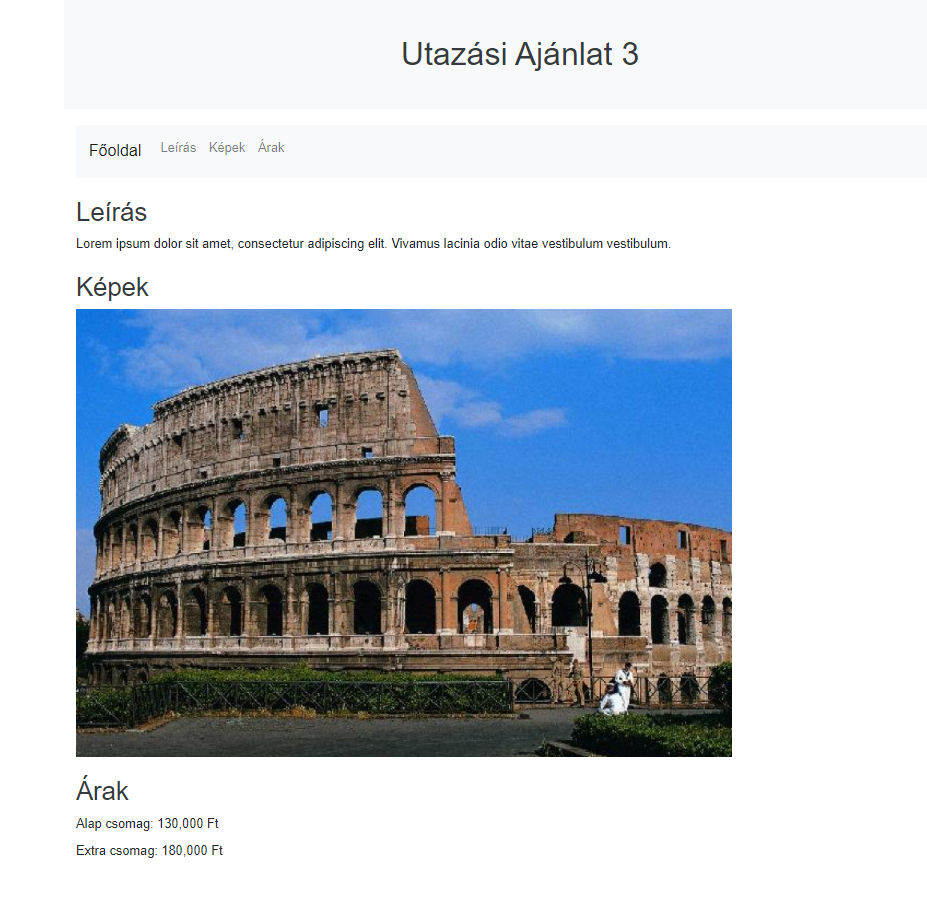 Utazási Ajánlat 3
Főoldal Leírás Képek Árak
Leírás
Lorem ipsum dolor sit amet, consectetur adipiscing elit. Vivamus lacinia odio vitae vestibulum vestibulum.
Képek
Árak
Alap csomag: 130,000 Ft
Extra csomag: 180,000 Ft